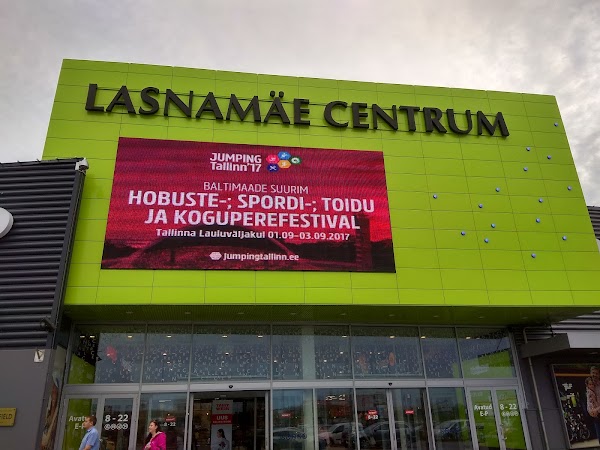 LASNAMÄE CENTRUM
JUMPING
Tallinn'17
BALTIMAADE SUURIM
HOBUSTE-; SPORDI-; TOIDU
JA KOGUPEREFESTIVAL
Tallinna Lauluväljakul 01.09-03.09.2017
jumpingtallinn.ee
Avatud
E-P
8-22
Avatud
E-P
8-22